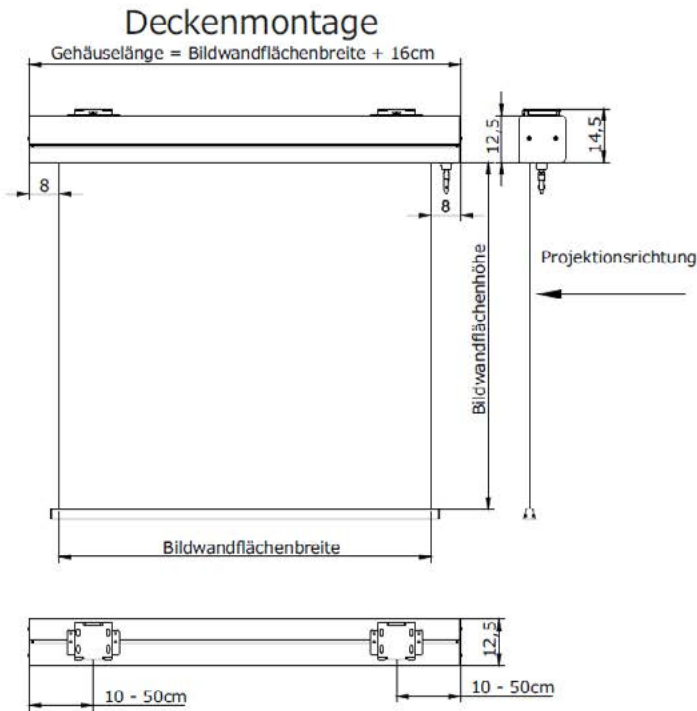 Deckenmontage
Gehäuselänge = Bildwandflächenbreite + 16cm
12,5
14,5
8
8
Bildwandflächenhöhe
Projektionsrichtung
Bildwandflächenbreite
12,5
10 - 50cm
10 - 50cm